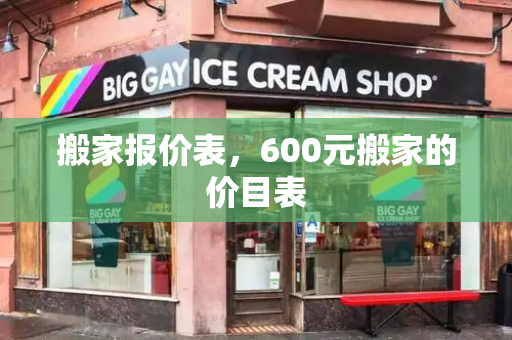 BIG GAY ICE CREAM SHOP
搬家报价表，600元搬家的
价目表
BIG GAY
ICE CREAM
SHOP
BIG GAY
ICE CREAM
SHOP
A